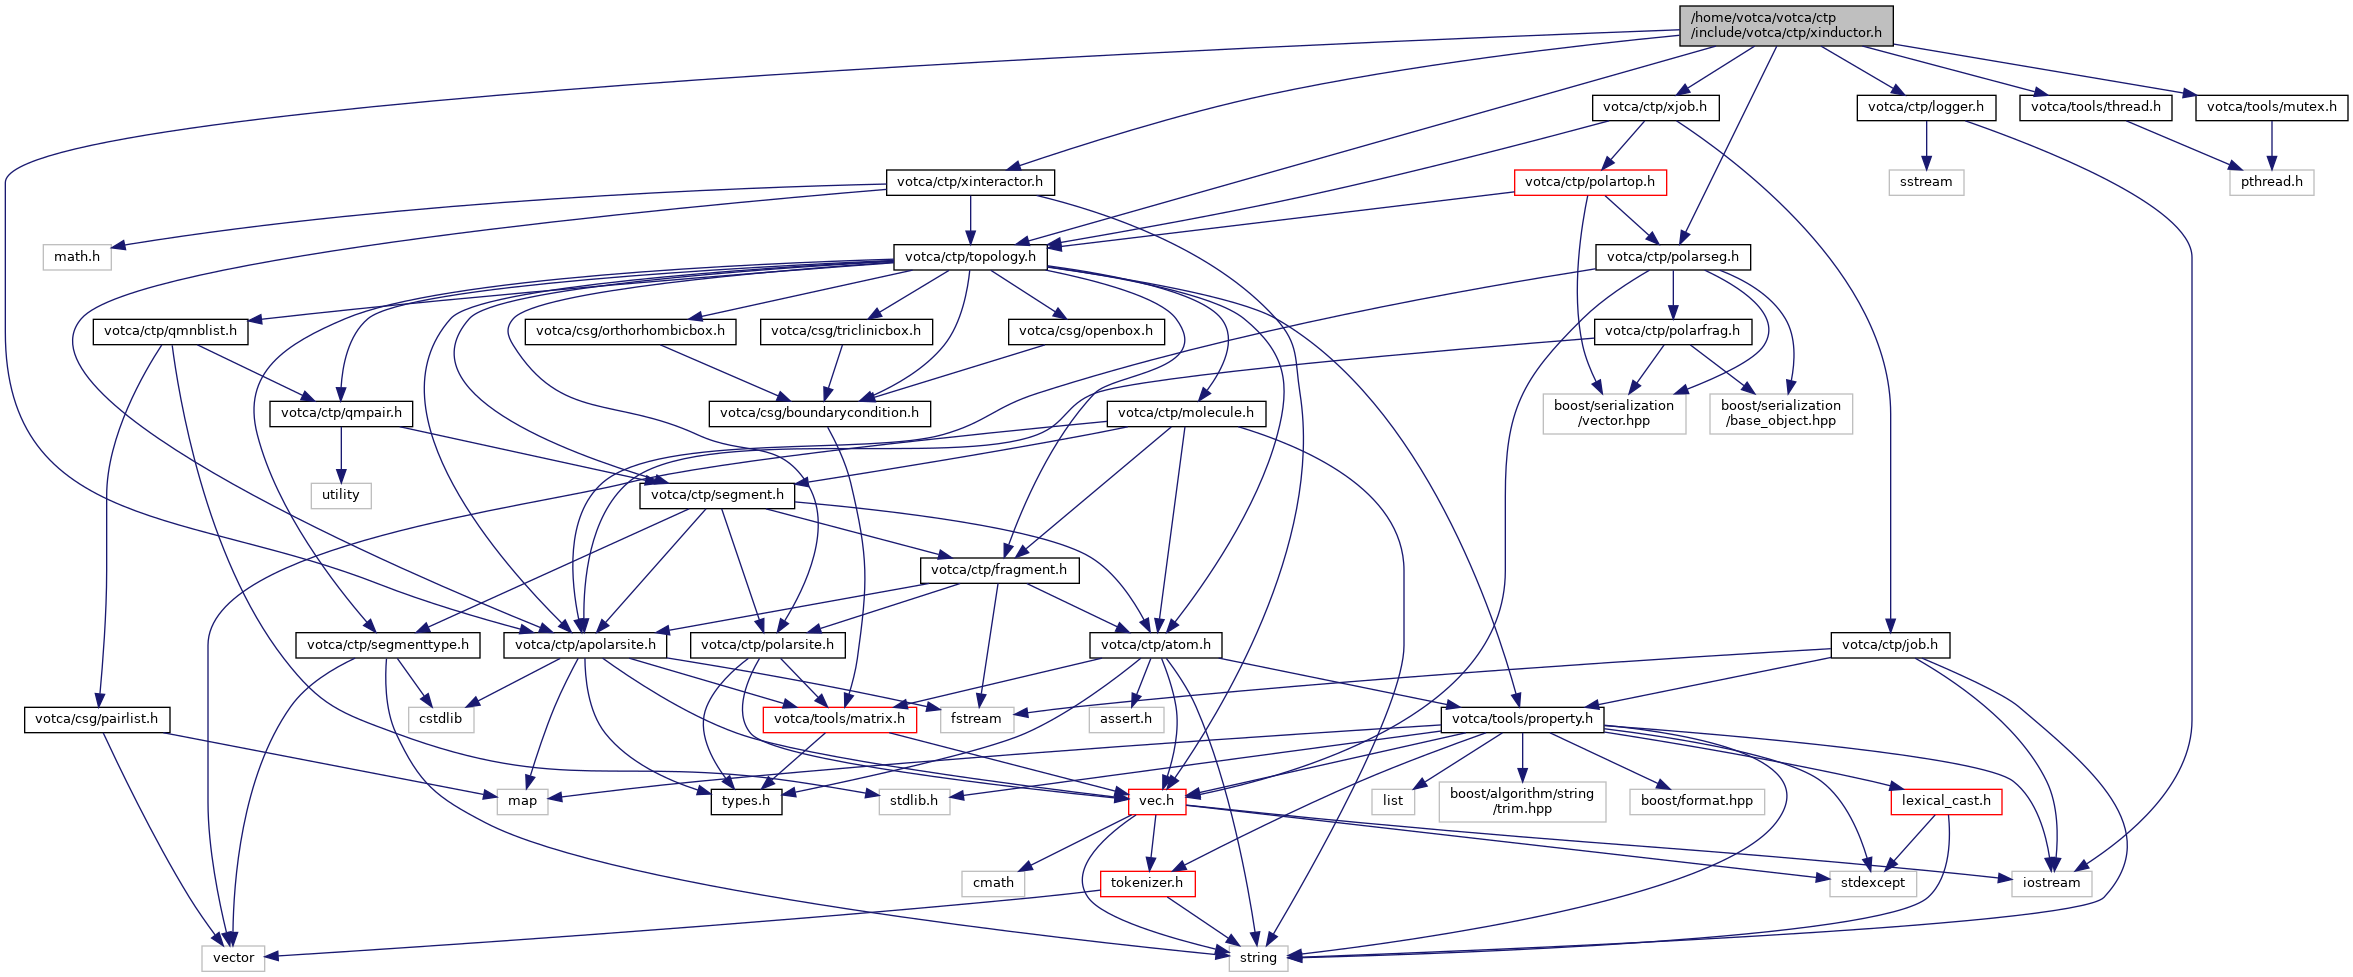 /home/votca/votca/ctp
/include/votca/ctp/xinductor.h
votca/ctp/xjob.h
votca/ctp/logger.h
votca/tools/thread.h
votca/tools/mutex.h
votca/ctp/xinteractor.h
votca/ctp/polartop.h
sstream
pthread.h
math.h
votca/ctp/topology.h
votca/ctp/polarseg.h
votca/ctp/qmnblist.h
votca/csg/orthorhombicbox.h
votca/csg/triclinicbox.h
votca/csg/openbox.h
votca/ctp/polarfrag.h
votca/ctp/qmpair.h
votca/csg/boundarycondition.h
votca/ctp/molecule.h
boost/serialization
/vector.hpp
boost/serialization
/base_object.hpp
utility
votca/ctp/segment.h
votca/ctp/fragment.h
votca/ctp/segmenttype.h
votca/ctp/apolarsite.h
votca/ctp/polarsite.h
votca/ctp/atom.h
votca/ctp/job.h
votca/csg/pairlist.h
cstdlib
votca/tools/matrix.h
fstream
assert.h
votca/tools/property.h
map
types.h
stdlib.h
vec.h
list
boost/algorithm/string
/trim.hpp
boost/format.hpp
lexical_cast.h
cmath
tokenizer.h
stdexcept
iostream
vector
string